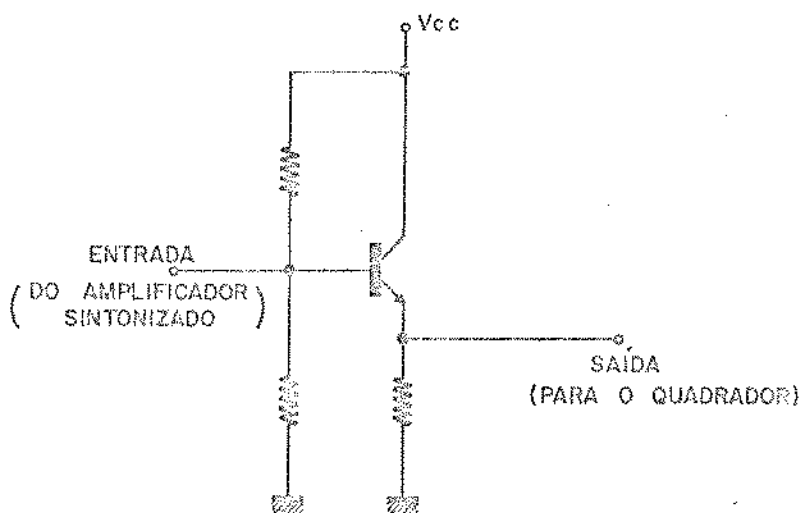 Vcc
ENTRADA
(DO AMPLIFICADOR
SINTONIZADO)
SAÍDA
(PARA O QUADRADOR)